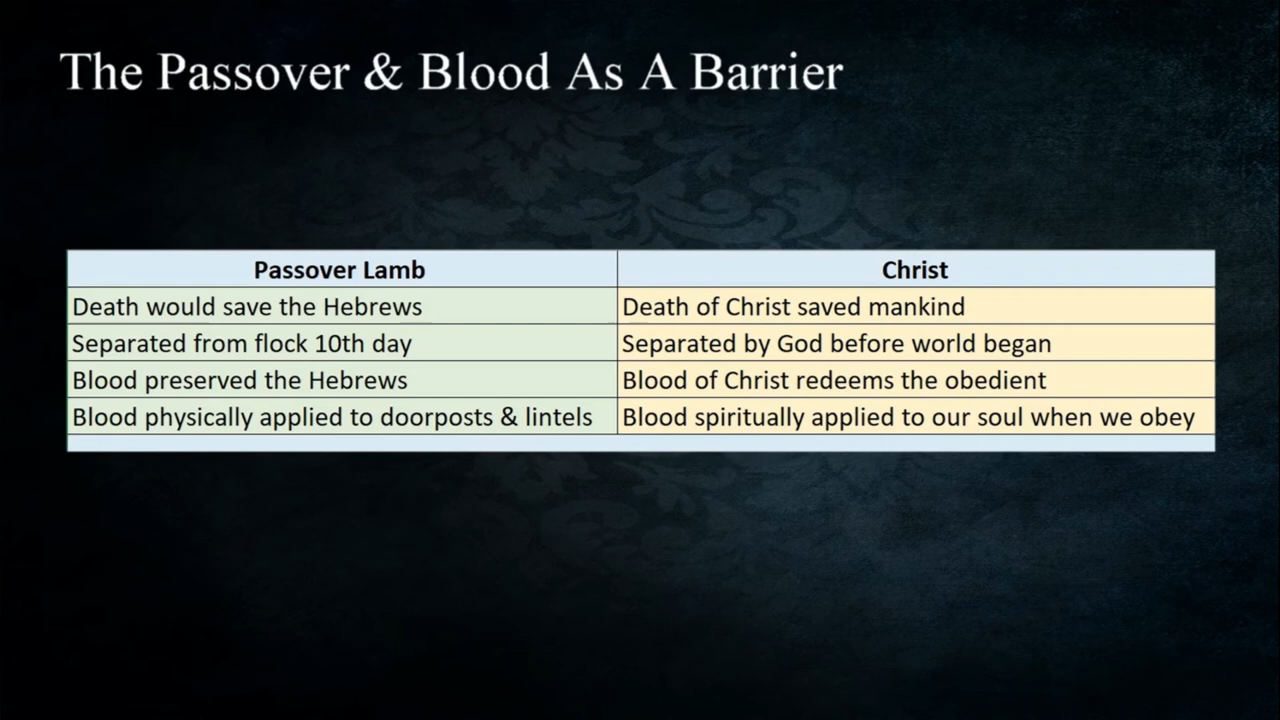 The Passover & Blood As A Barrier
Passover Lamb
Christ
Death would save the Hebrews
Death of Christ saved mankind
Separated from flock 10th day
Separated by God before world began
Blood preserved the Hebrews
Blood of Christ redeems the obedient
Blood physically applied to doorposts & lintels
Blood spiritually applied to our soul when we obey